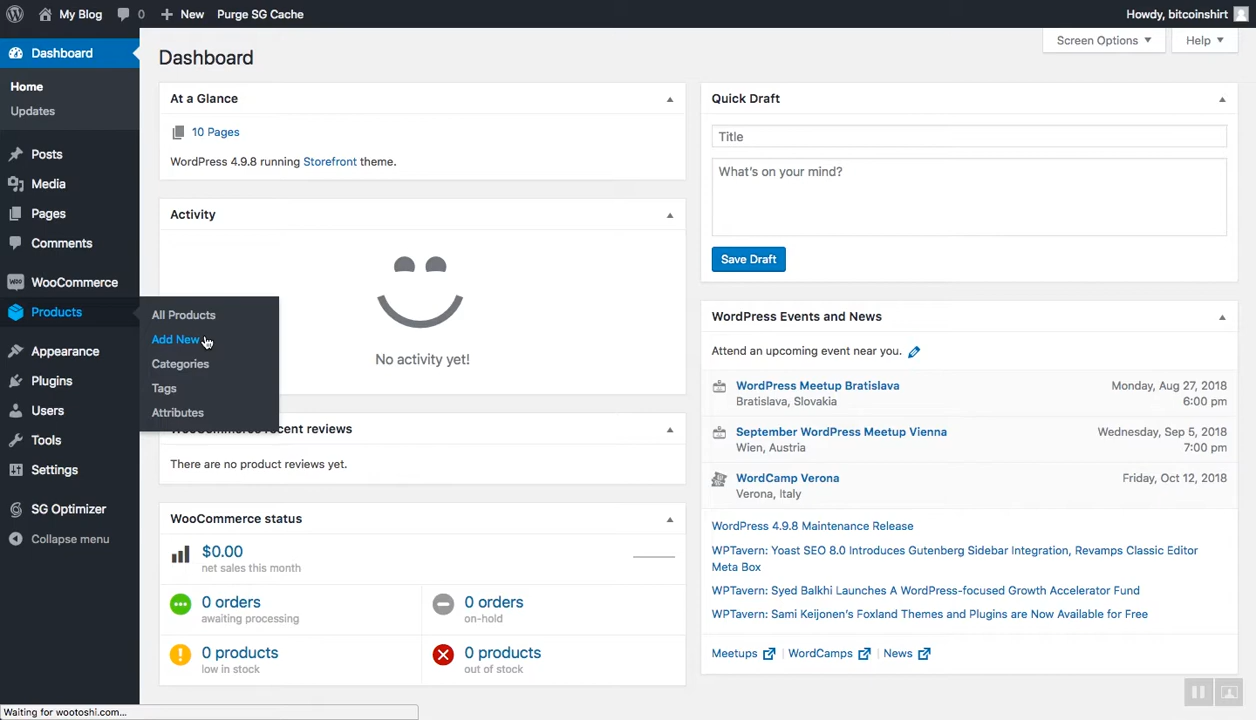 My Blog
0
New
Purge SG Cache
Howdy, bitcoinshirt
Dashboard
Home
Updates
Posts
Media
Pages
Comments
WooCommerce
Products
Appearance
Plugins
Users
Tools
Settings
SG Optimizer
Collapse menu
All Products
Add New
Categories
Tags
Attributes
Screen Options
Help
Dashboard
At a Glance
10 Pages
WordPress 4.9.8 running Storefront theme.
Activity
No activity yet!
WooCommerce recent reviews
There are no product reviews yet.
WooCommerce status
$0.00
net sales this month
0 orders
awaiting processing
0 orders
on-hold
0 products
low in stock
0 products
out of stock
Quick Draft
Title
What's on your mind?
Save Draft
WordPress Events and News
Attend an upcoming event near you.
WordPress Meetup Bratislava
Monday, Aug 27, 2018
Bratislava, Slovakia
6:00 pm
September WordPress Meetup Vienna
Wednesday, Sep 5, 2018
Wien, Austria
7:00 pm
WordCamp Verona
Friday, Oct 12, 2018
Verona, Italy
WordPress 4.9.8 Maintenance Release
WPTavern: Yoast SEO 8.0 Introduces Gutenberg Sidebar Integration, Revamps Classic Editor
Meta Box
WPTavern: Syed Balkhi Launches A WordPress-focused Growth Accelerator Fund
WPTavern: Sami Keijonen's Foxland Themes and Plugins are Now Available for Free
Meetups | WordCamps | News
Waiting for wootoshi.com...